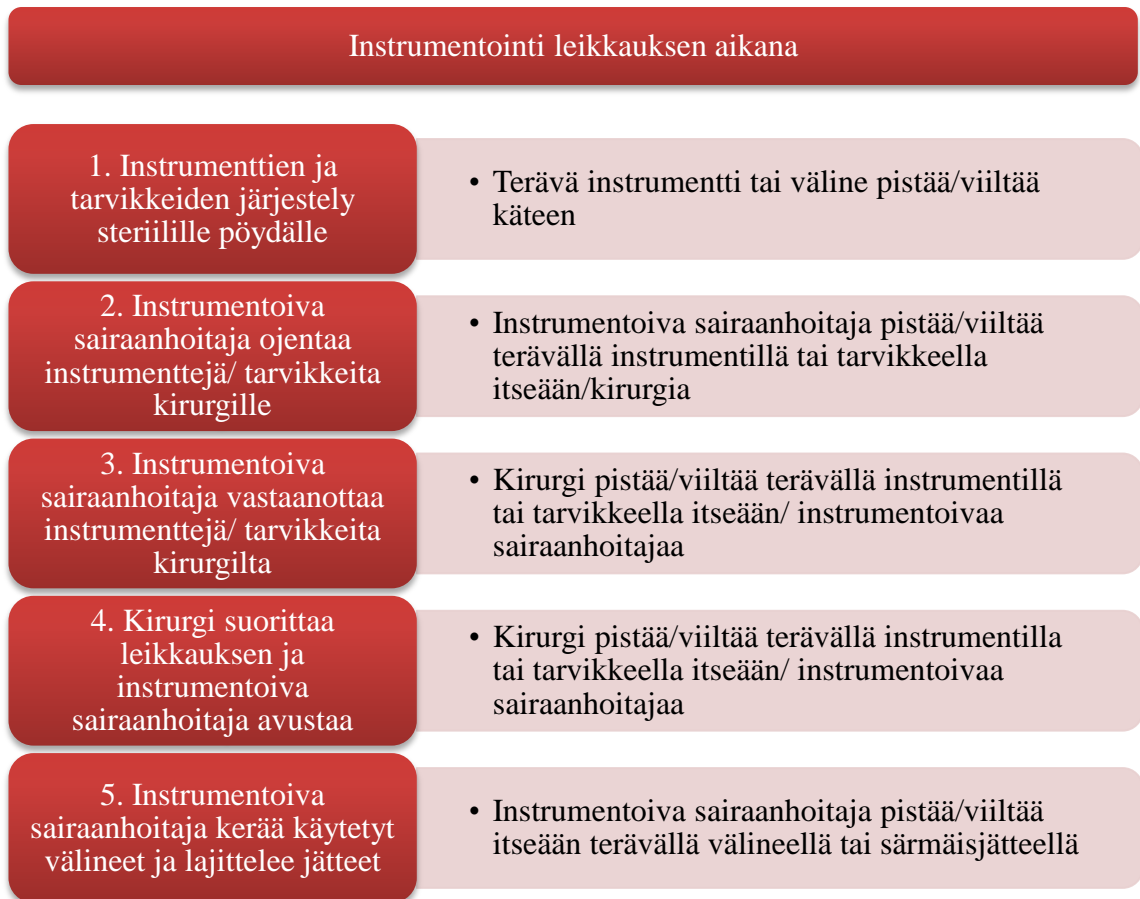 Instrumentointi leikkauksen aikana
1. Instrumenttien ja
tarvikkeiden järjestely
steriilille pöydälle
• Terävä instrumentti tai väline pistää/viiltää
käteen
2. Instrumentoiva
sairaanhoitaja ojentaa
instrumenttejä/ tarvikkeita
kirurgille
• Instrumentoiva sairaanhoitaja pistää/viiltää
terävällä instrumentillä tai tarvikkeella
itseään/kirurgia
3. Instrumentoiva
sairaanhoitaja vastaanottaa
instrumenttejä/ tarvikkeita
kirurgilta
• Kirurgi pistää/viiltää terävällä instrumentillä
tai tarvikkeella itseään/ instrumentoivaa
sairaanhoitajaa
4. Kirurgi suorittaa
leikkauksen ja
instrumentoiva
sairaanhoitaja avustaa
• Kirurgi pistää/viiltää terävällä instrumentilla
tai tarvikkeella itseään/ instrumentoivaa
sairaanhoitajaa
5. Instrumentoiva
sairaanhoitaja kerää käytetyt
välineet ja lajittelee jätteet
• Instrumentoiva sairaanhoitaja pistää/viiltää
itseään terävällä välineellä tai särmäisjätteellä